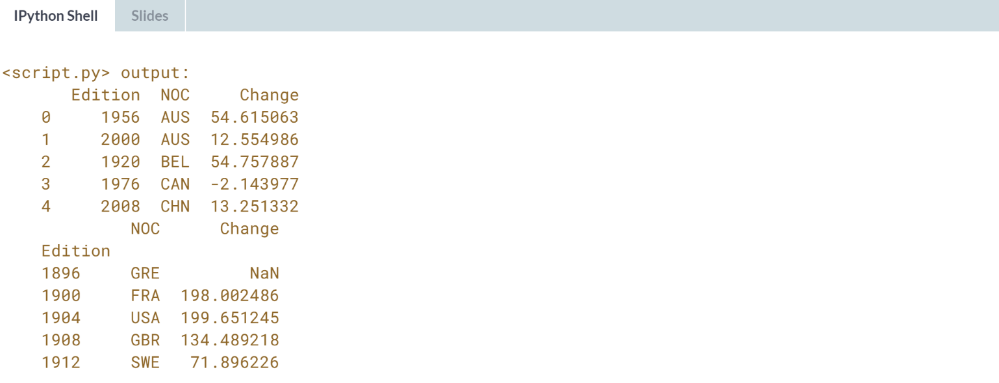 IPython Shell Slides
<script.py> output:
Edition NOC Change
0 1956 AUS 54.615063
1 2000 AUS 12.554986
2 1920 BEL 54.757887
3 1976 CAN -2.143977
4 2008 CHN 13.251332
NOC Change
Edition
1896 GRE NaN
1900 FRA 198.002486
1904 USA 199.651245
1908 GBR 134.489218
1912 SWE 71.896226